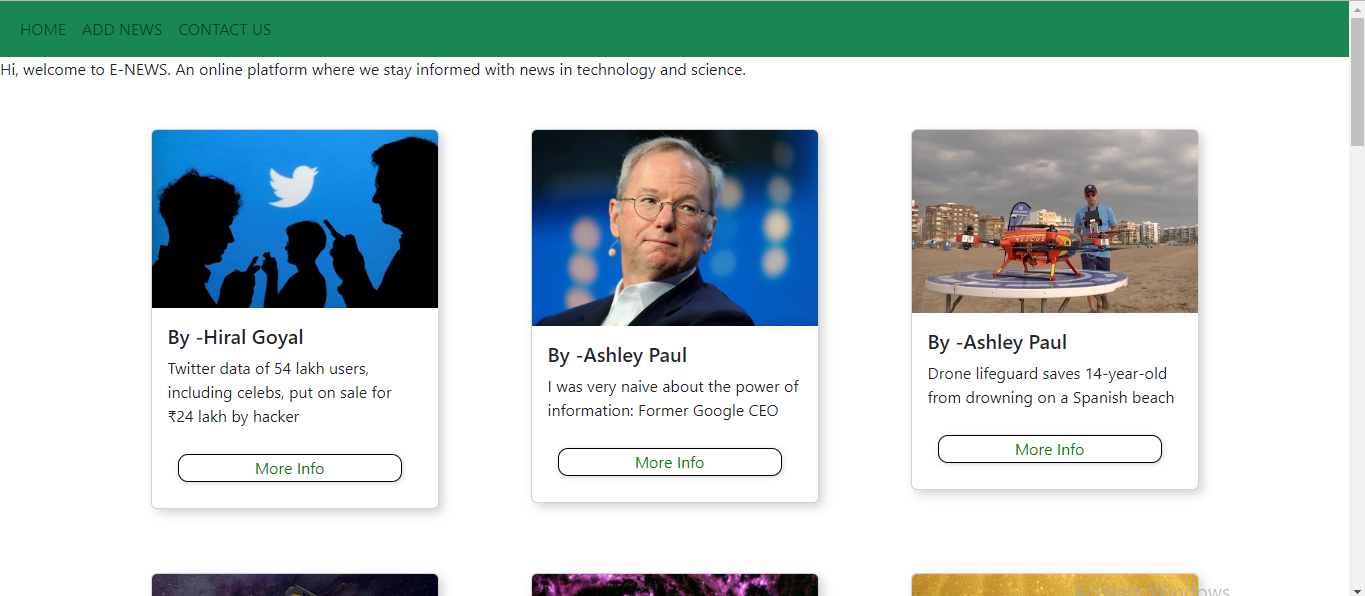 HOME ADD NEWS CONTACT US
Hi, welcome to E-NEWS. An online platform where we stay informed with news in technology and science.
By -Hiral Goyal
Twitter data of 54 lakh users,
including celebs, put on sale for
₹24 lakh by hacker
More Info
By -Ashley Paul
I was very naive about the power of
information: Former Google CEO
More Info
RESCUE
By -Ashley Paul
Drone lifeguard saves 14-year-old
from drowning on a Spanish beach
More Info
Activate Windows